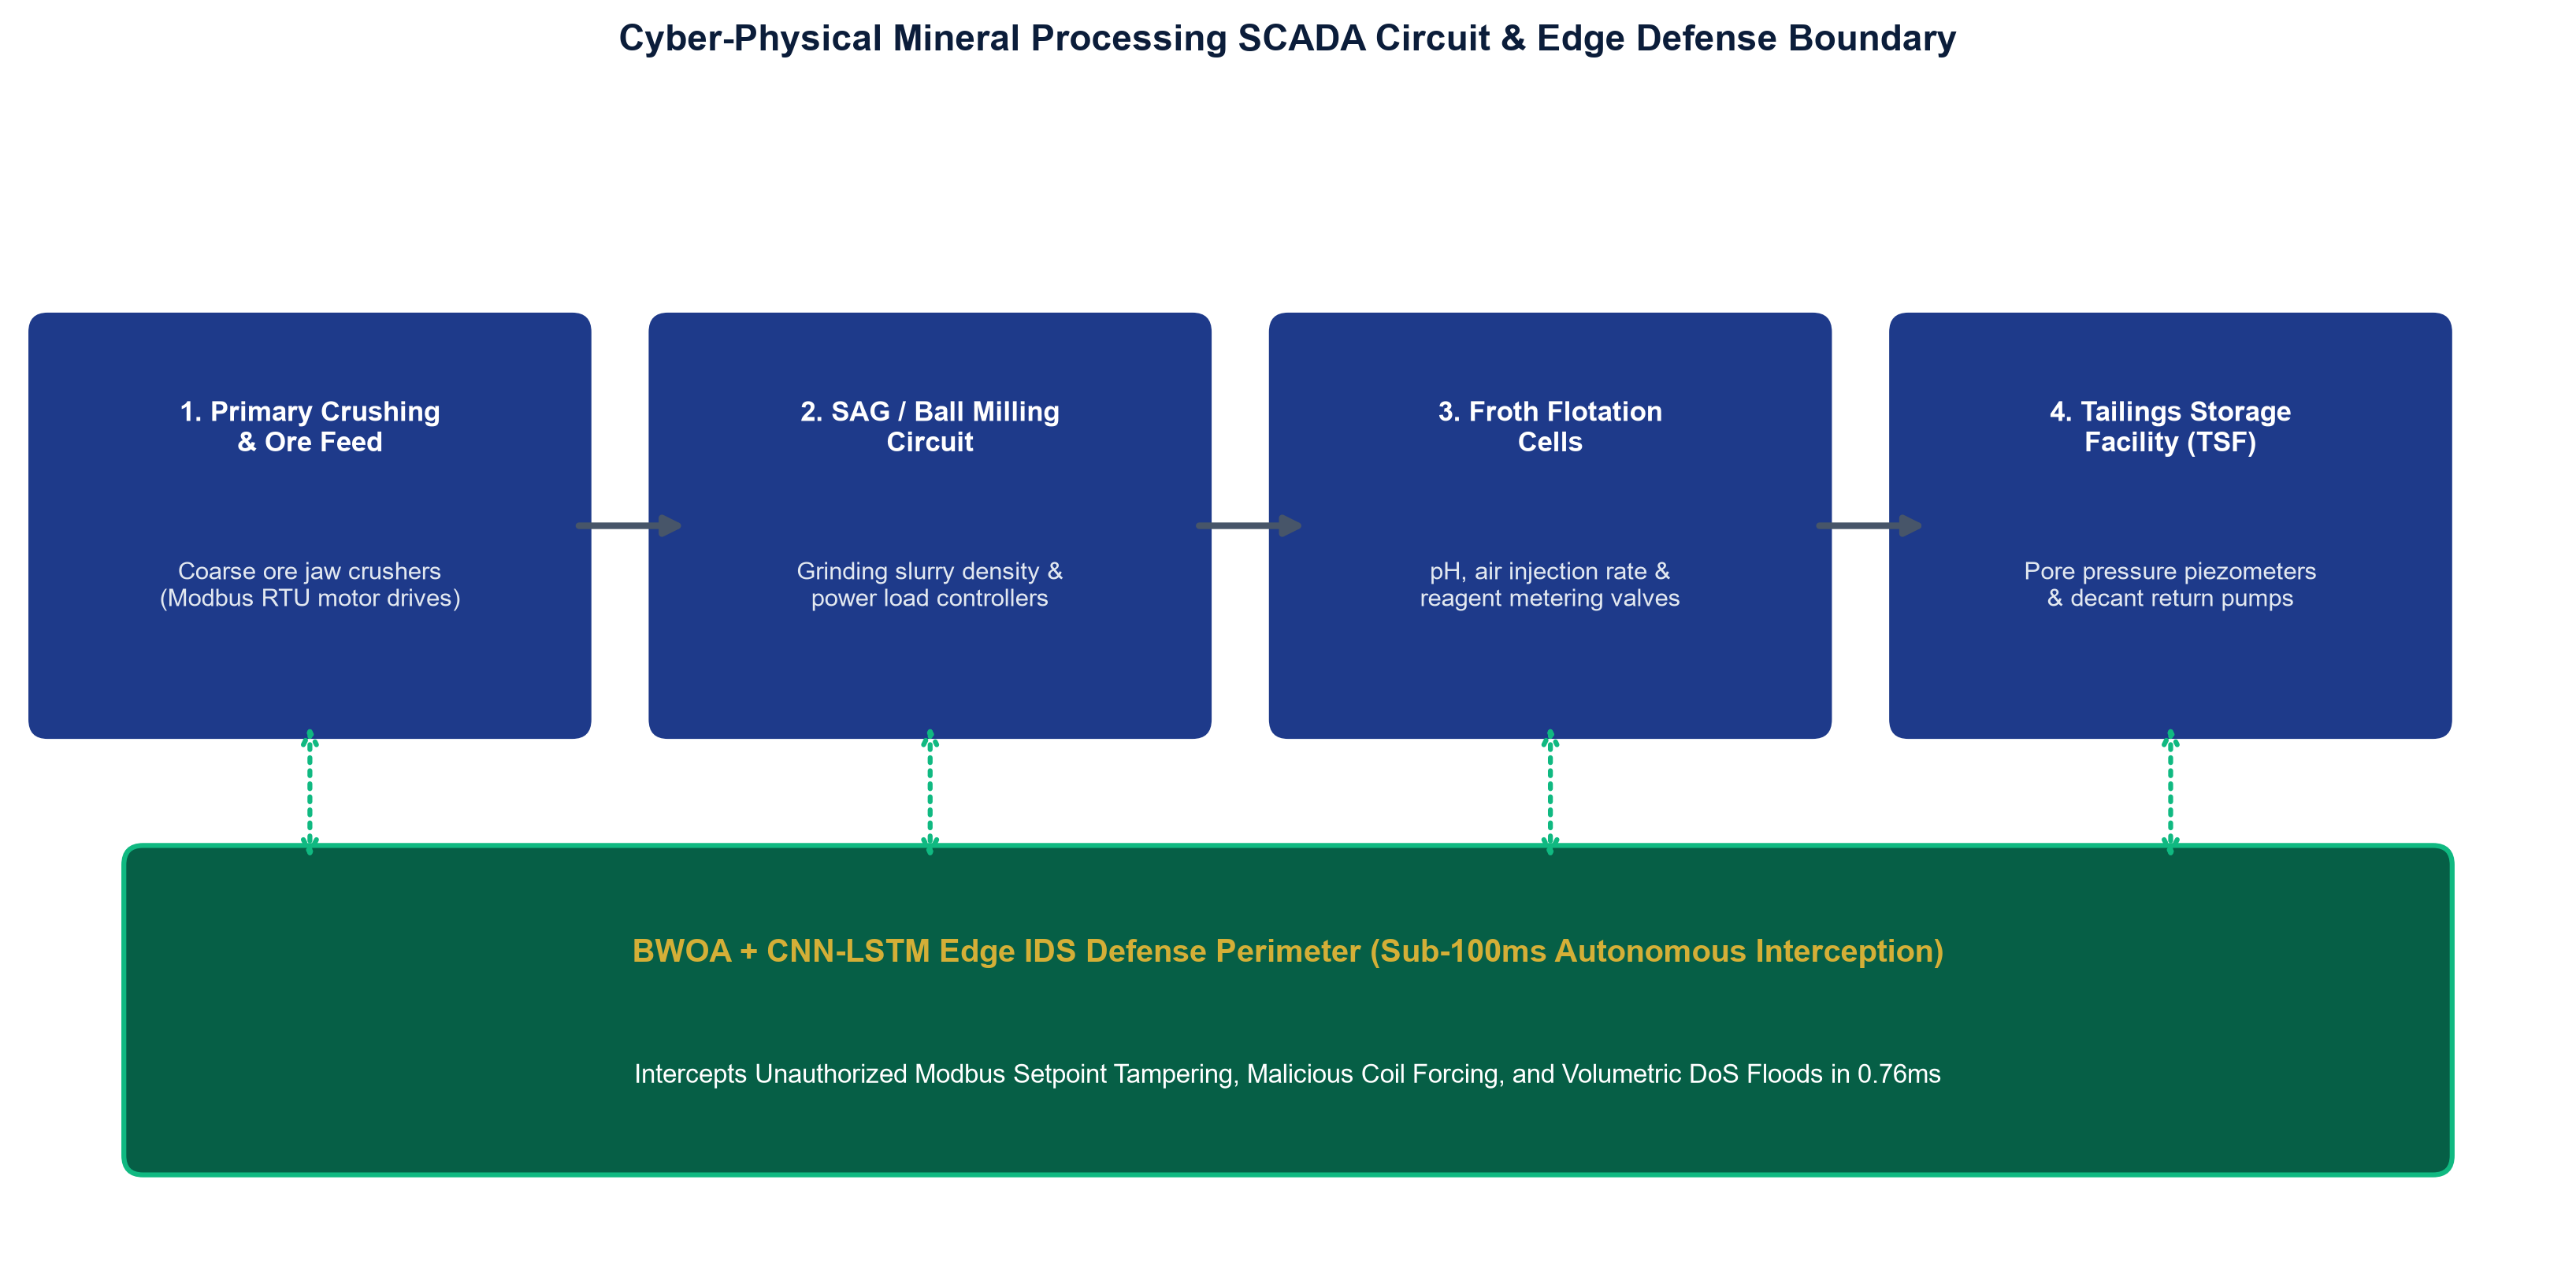 Cyber-Physical Mineral Processing SCADA Circuit & Edge Defense Boundary
1. Primary Crushing
& Ore Feed
Coarse ore jaw crushers
(Modbus RTU motor drives)
2. SAG / Ball Milling
Circuit
Grinding slurry density &
power load controllers
3. Froth Flotation
Cells
pH, air injection rate &
reagent metering valves
4. Tailings Storage
Facility (TSF)
Pore pressure piezometers
& decant return pumps
BWOA + CNN-LSTM Edge IDS Defense Perimeter (Sub-100ms Autonomous Interception)
Intercepts Unauthorized Modbus Setpoint Tampering, Malicious Coil Forcing, and Volumetric DoS Floods in 0.76ms